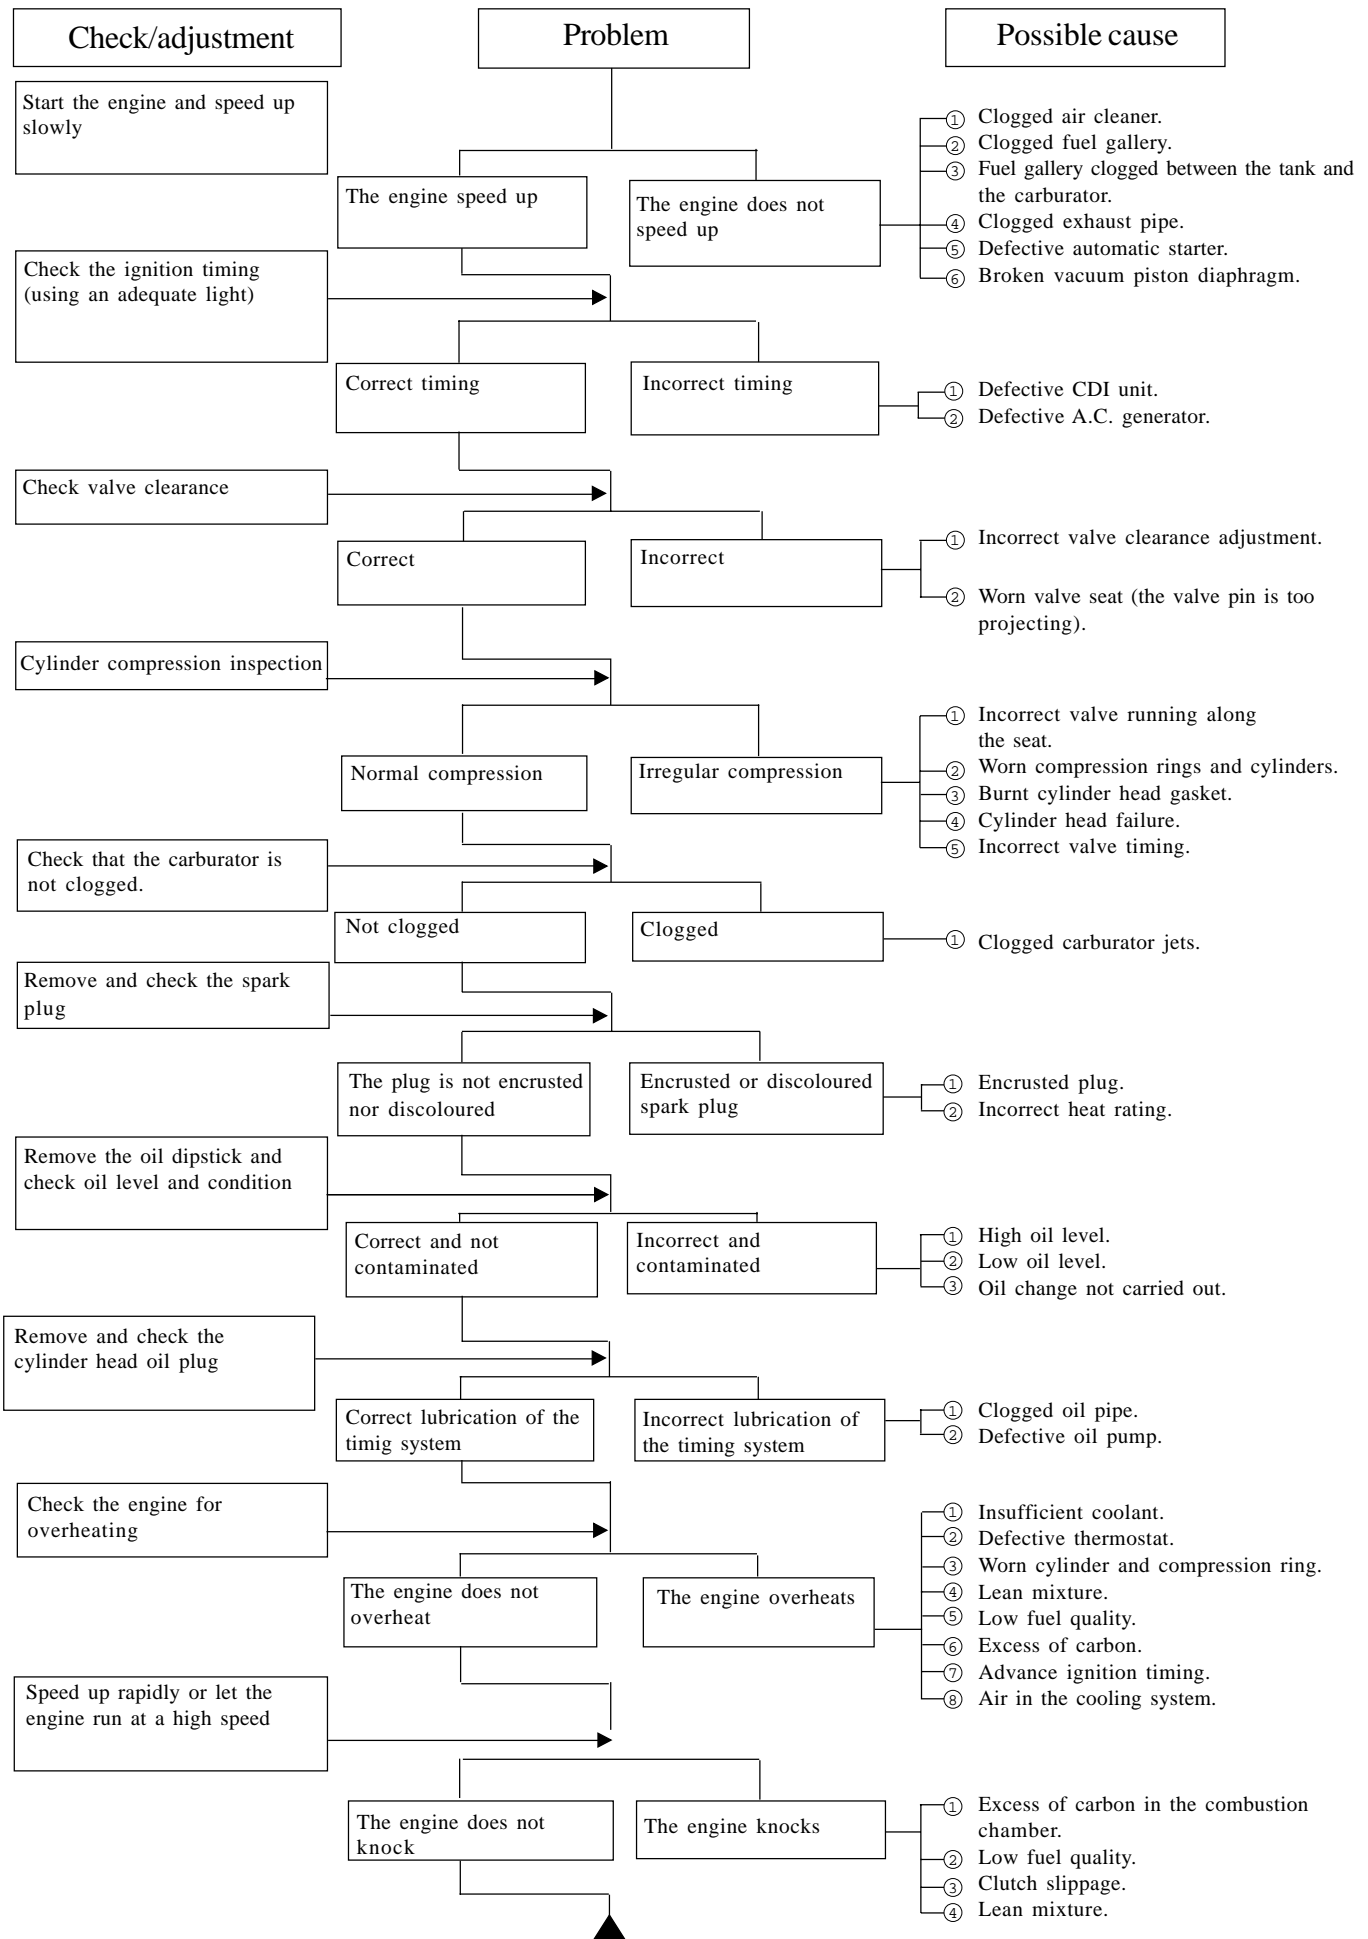 Check/adjustment
Problem
Possible cause
Start the engine and speed up
slowly
The engine speed up
The engine does not
speed up
① Clogged air cleaner.
② Clogged fuel gallery.
③ Fuel gallery clogged between the tank and
the carburator.
④ Clogged exhaust pipe.
⑤ Defective automatic starter.
⑥ Broken vacuum piston diaphragm.
Check the ignition timing
(using an adequate light)
Correct timing
Incorrect timing
① Defective CDI unit.
② Defective A.C. generator.
Check valve clearance
Correct
Incorrect
① Incorrect valve clearance adjustment.
② Worn valve seat (the valve pin is too
projecting).
Cylinder compression inspection
Normal compression
Irregular compression
① Incorrect valve running along
the seat.
② Worn compression rings and cylinders.
③ Burnt cylinder head gasket.
④ Cylinder head failure.
⑤ Incorrect valve timing.
Check that the carburator is
not clogged.
Not clogged
Clogged
① Clogged carburator jets.
Remove and check the spark
plug
The plug is not encrusted
nor discoloured
Encrusted or discoloured
spark plug
① Encrusted plug.
② Incorrect heat rating.
Remove the oil dipstick and
check oil level and condition
Correct and not
contaminated
Incorrect and
contaminated
① High oil level.
② Low oil level.
③ Oil change not carried out.
Remove and check the
cylinder head oil plug
Correct lubrication of the
timig system
Incorrect lubrication of
the timing system
① Clogged oil pipe.
② Defective oil pump.
Check the engine for
overheating
The engine does not
overheat
The engine overheats
① Insufficient coolant.
② Defective thermostat.
③ Worn cylinder and compression ring.
④ Lean mixture.
⑤ Low fuel quality.
⑥ Excess of carbon.
⑦ Advance ignition timing.
⑧ Air in the cooling system.
Speed up rapidly or let the
engine run at a high speed
The engine does not
knock
The engine knocks
① Excess of carbon in the combustion
chamber.
② Low fuel quality.
③ Clutch slippage.
④ Lean mixture.